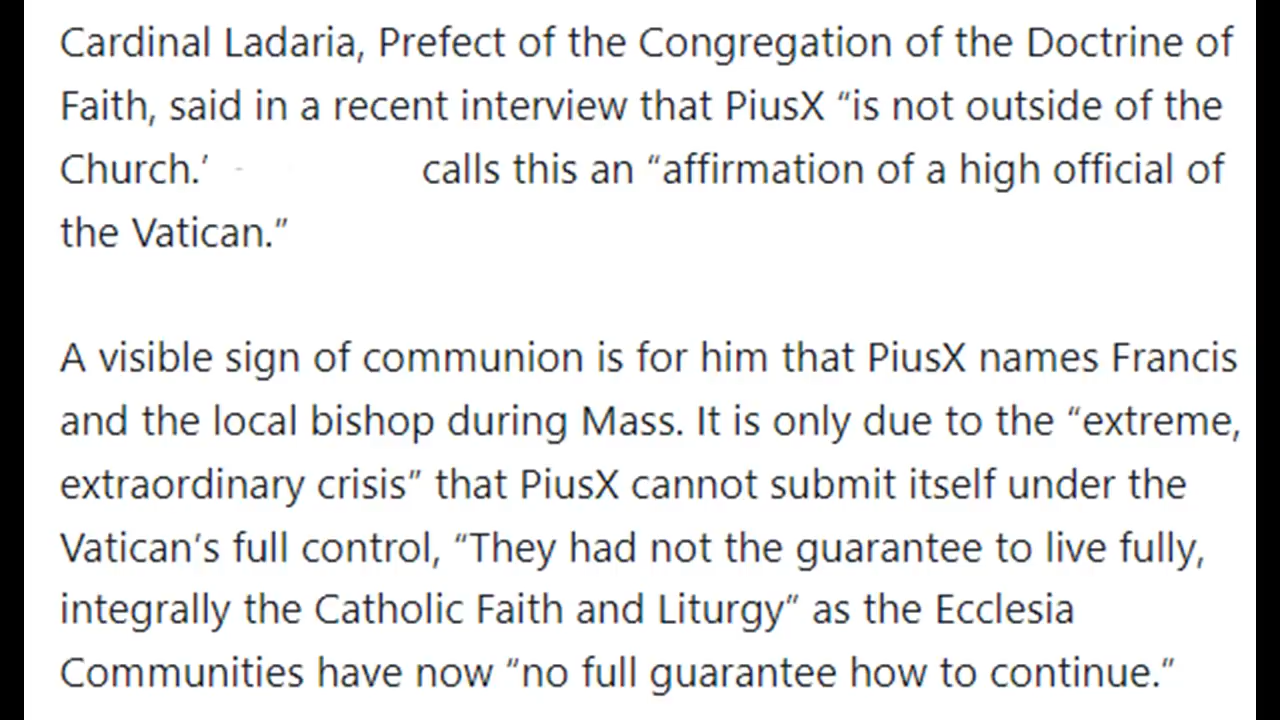 Cardinal Ladaria, Prefect of the Congregation of the Doctrine of
Faith, said in a recent interview that PiusX “is not outside of the
Church.’ calls this an “affirmation of a high official of
the Vatican.”
A visible sign of communion is for him that PiusX names Francis
and the local bishop during Mass. It is only due to the “extreme,
extraordinary crisis” that PiusX cannot submit itself under the
Vatican’s full control, “They had not the guarantee to live fully,
integrally the Catholic Faith and Liturgy” as the Ecclesia
Communities have now “no full guarantee how to continue.”